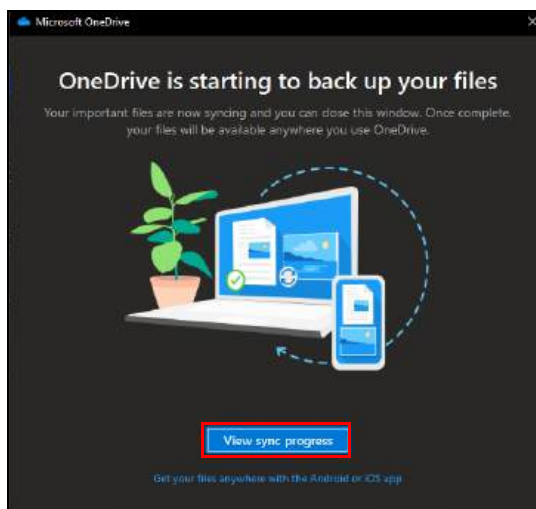 Microsoft OneDrive
OneDrive is starting to back up your files
Your important files are now syncing and you can close this window. Once complete,
your files will be available anywhere you use OneDrive.
View sync progress
Get your files anywhere with the Android or iOS app